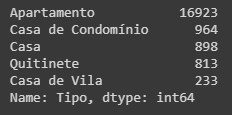 Apartamento 16923
Casa de Condomínio 964
Casa 898
Quitinete 813
Casa de Vila 233
Name: Tipo, dtype: int64